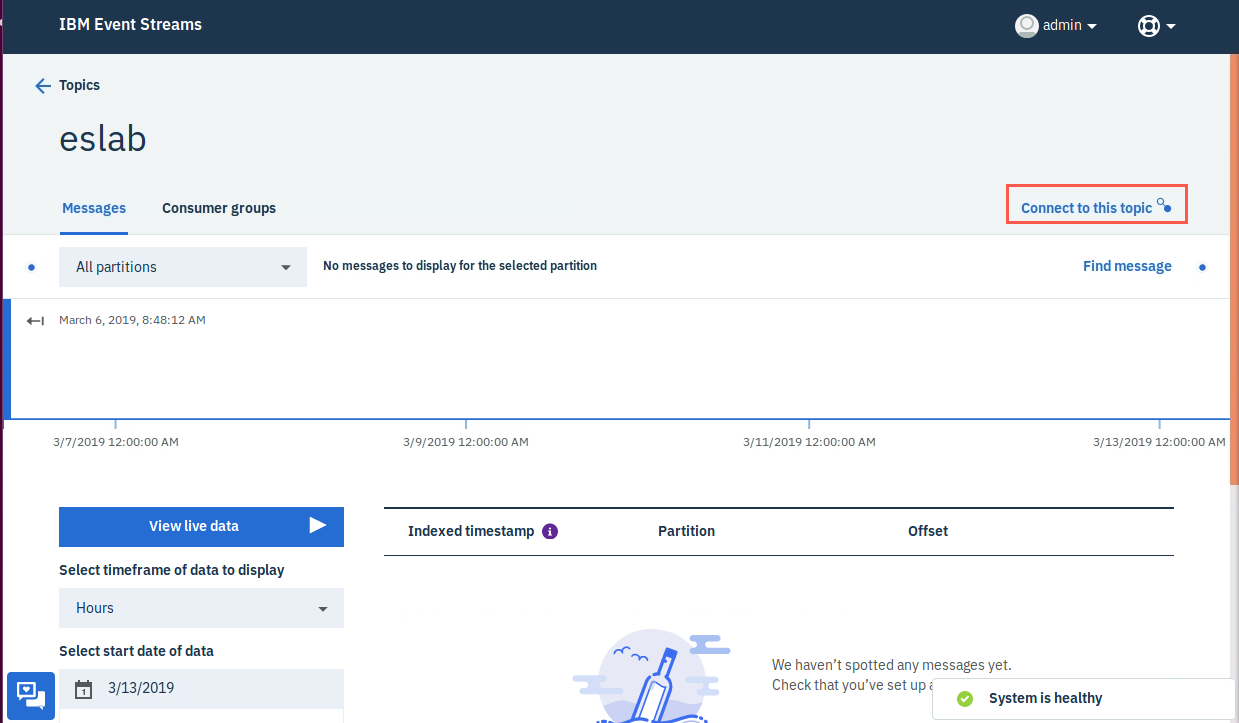 IBM Event Streams
admin
Topics
eslab
Messages
Consumer groups
Connect to this topic
All partitions
No messages to display for the selected partition
Find message
March 6, 2019, 8:48:12 AM
3/7/2019 12:00:00 AM
3/9/2019 12:00:00 AM
3/11/2019 12:00:00 AM
3/13/2019 12:00:00 AM
View live data
Indexed timestamp
Partition
Offset
Select timeframe of data to display
Hours
Select start date of data
3/13/2019
We haven't spotted any messages yet.
Check that you've set up
System is healthy